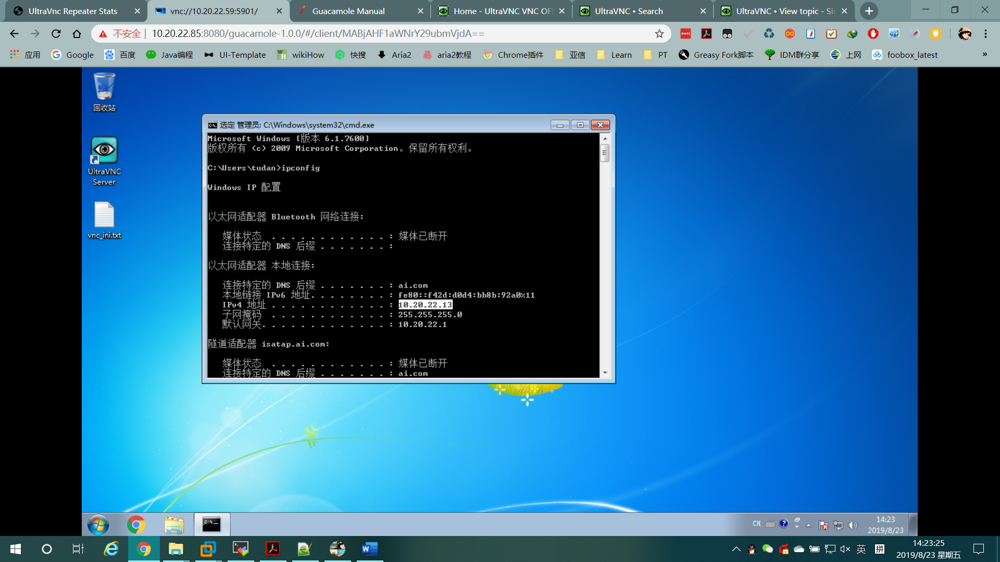 UltraVnc Repeater Stats
vnc://10.20.22.59:5901/
Guacamole Manual
Home - UltraVNC VNC OF
UltraVNC • Search
UltraVNC • View topic - Sir
不安全
10.20.22.85:8080/guacamole-1.0.0/#/client/MABjAHF1aWNrY29ubmVjdA==
应用
Google
百度
Java编程
UI-Template
wikiHow
快搜
Aria2
aria2教程
Chrome插件
亚信
Learn
PT
Greasy Fork脚本
IDM群分享
上网
foobox_latest
»
回收站
UltraVNC
Server
vnc_ini.txt
选定 管理员: C:\Windows\system32\cmd.exe
Microsoft Windows [版本 6.1.7600]
版权所有 (c) 2009 Microsoft Corporation。保留所有权利。
C:\Users\tudan>ipconfig
Windows IP 配置
以太网适配器 Bluetooth 网络连接:
媒体状态 . . . . . . . . . . . . : 媒体已断开
连接特定的 DNS 后缀 . . . . . . . :
以太网适配器 本地连接:
连接特定的 DNS 后缀 . . . . . . . : ai.com
本地链接 IPv6 地址. . . . . . . . : fe80::f42d:d0d4:bb8b:92a0%11
IPv4 地址 . . . . . . . . . . . . : 10.20.22.13
子网掩码 . . . . . . . . . . . . : 255.255.255.0
默认网关. . . . . . . . . . . . . : 10.20.22.1
隧道适配器 isatap.ai.com:
媒体状态 . . . . . . . . . . . . : 媒体已断开
连接特定的 DNS 后缀 . . . . . . . : ai.com
CH
14:23
2019/8/23
英
拼
14:23:25
2019/8/23 星期五